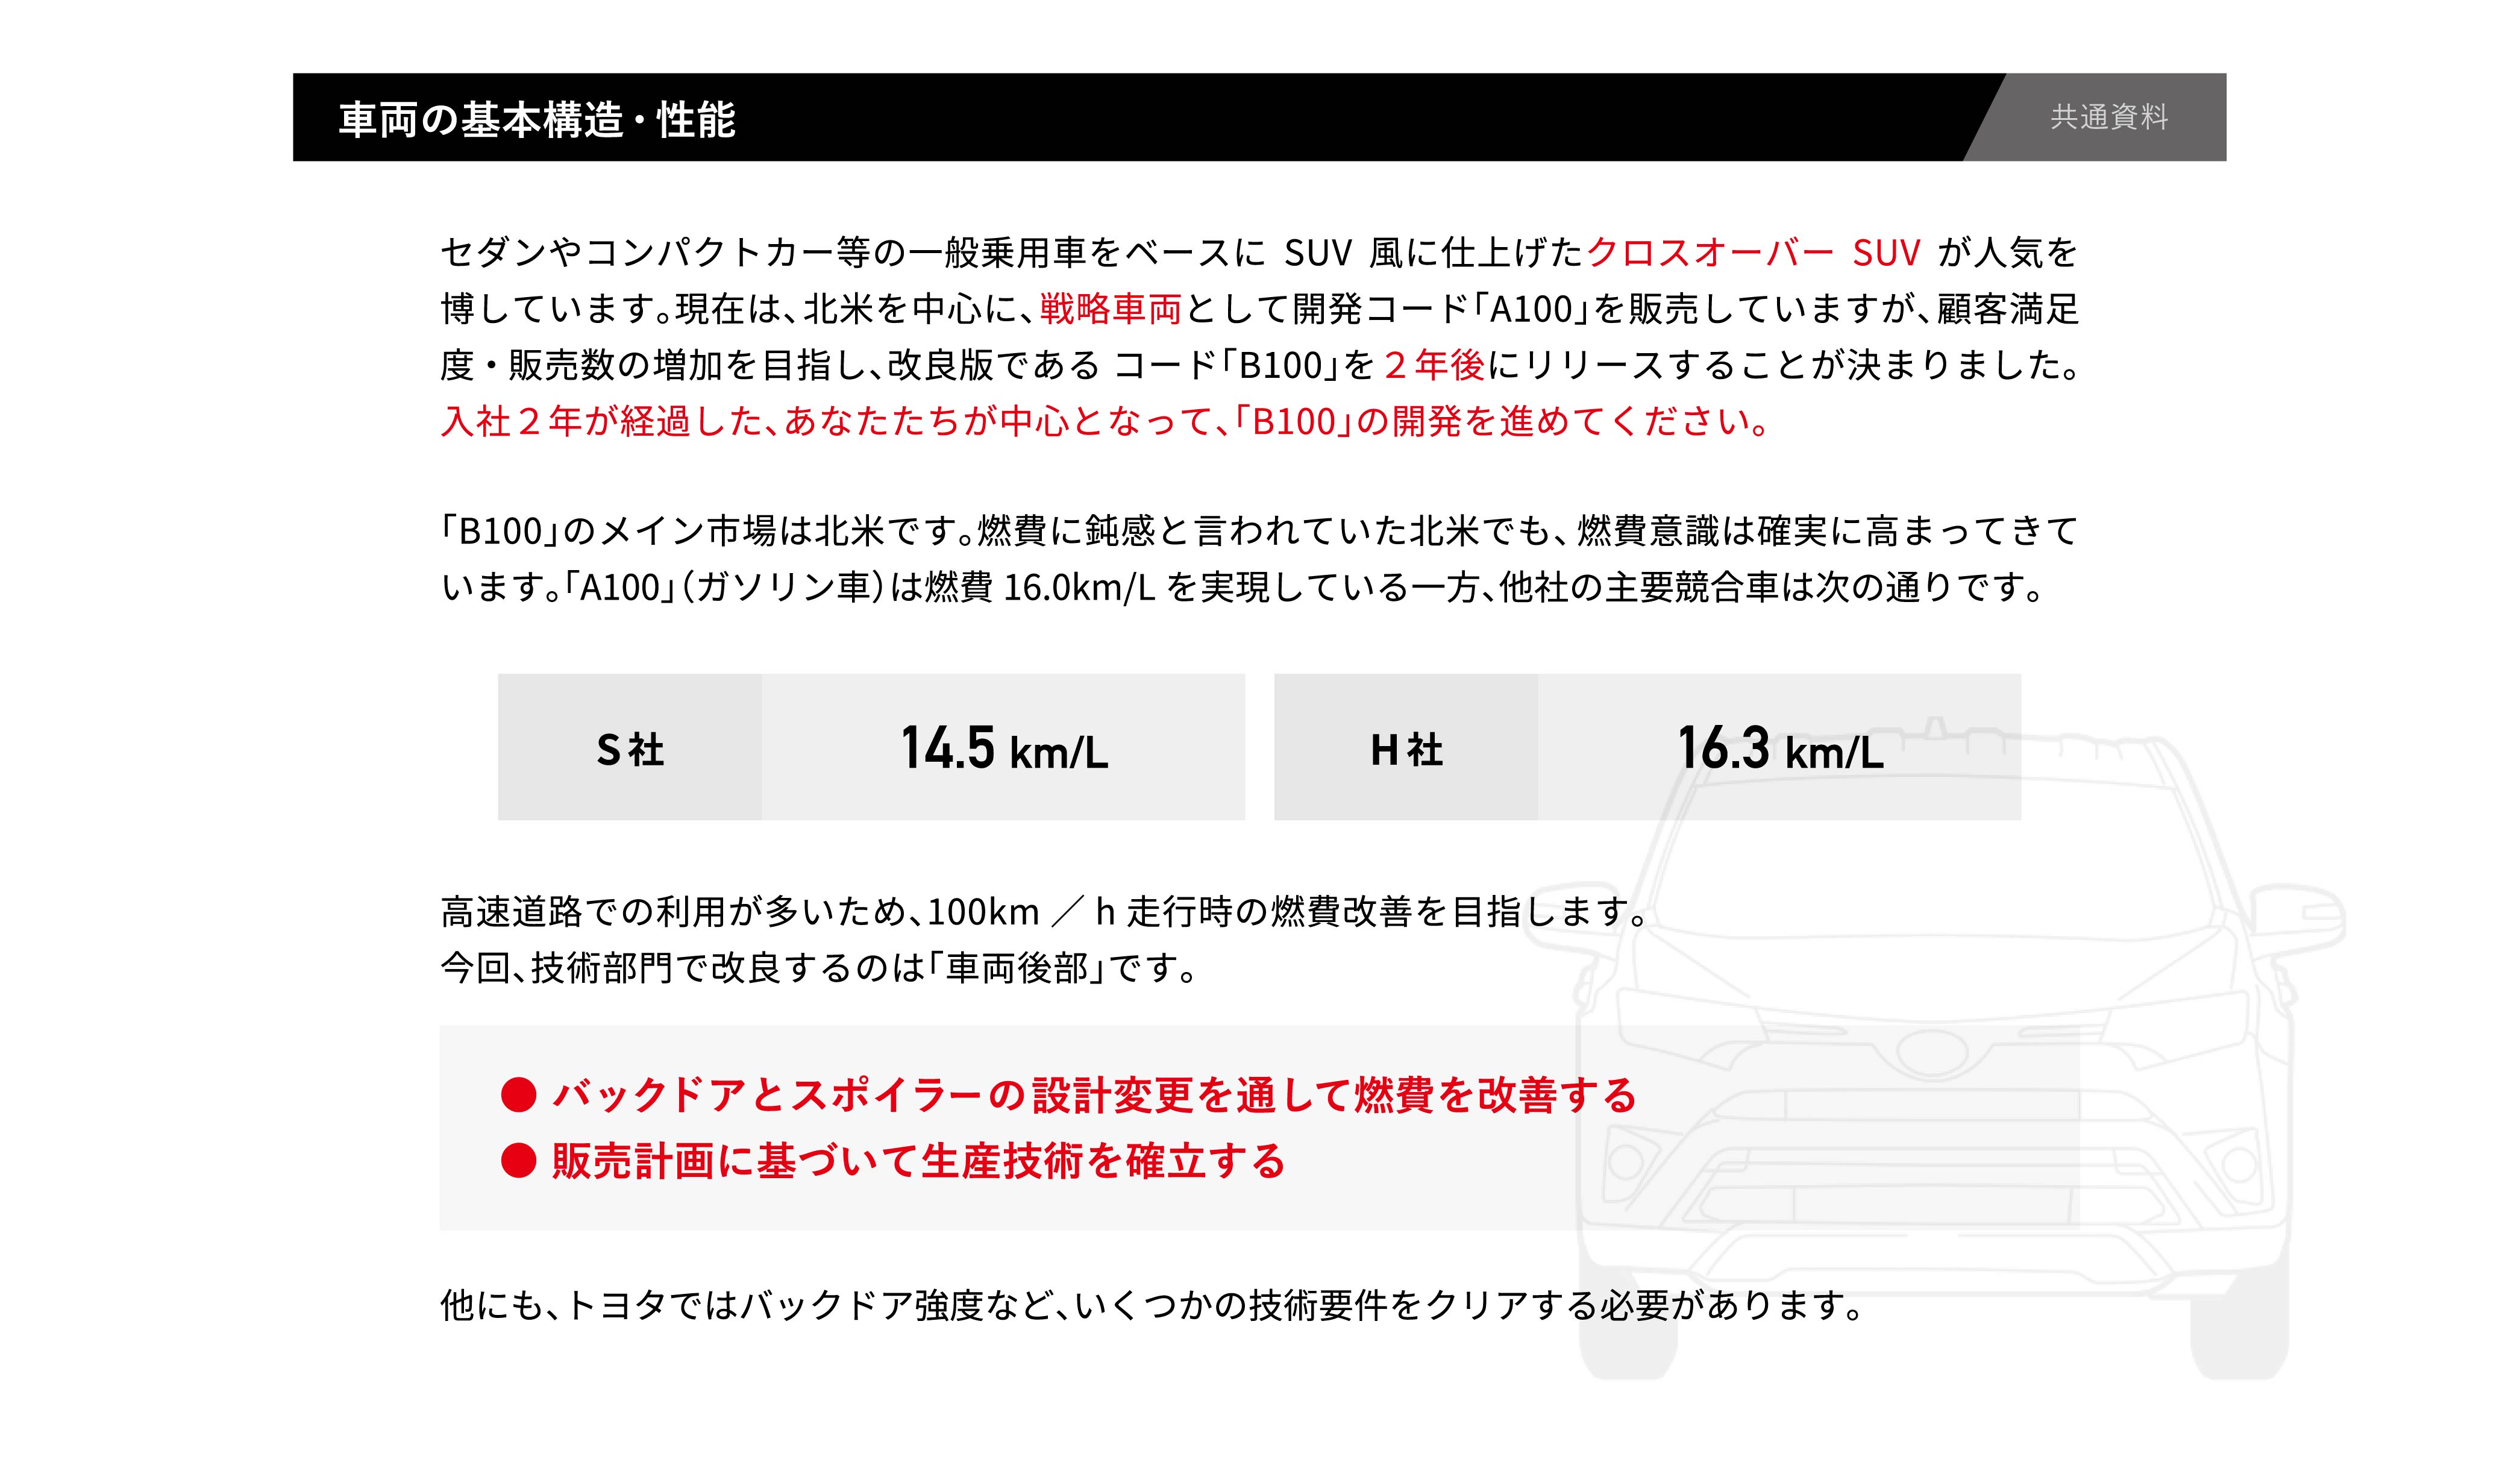 車両の基本構造・性能
共通資料
セダンやコンパクトカー等の一般乗用車をベースに SUV 風に仕上げたクロスオーバー SUV が人気を
博しています。現在は、北米を中心に、戦略車両として開発コード「A100」を販売していますが、顧客満足
度・販売数の増加を目指し、改良版である コード「B100」を２年後にリリースすることが決まりました。
入社２年が経過した、あなたたちが中心となって、「B100」の開発を進めてください。
「B100」のメイン市場は北米です。燃費に鈍感と言われていた北米でも、燃費意識は確実に高まってきて
います。「A100」（ガソリン車）は燃費 16.0km/L を実現している一方、他社の主要競合車は次の通りです。
S社 14.5 km/L H社 16.3 km/L
高速道路での利用が多いため、100km ／ h 走行時の燃費改善を目指します。
今回、技術部門で改良するのは「車両後部」です。
● バックドアとスポイラーの設計変更を通して燃費を改善する
● 販売計画に基づいて生産技術を確立する
他にも、トヨタではバックドア強度など、いくつかの技術要件をクリアする必要があります。